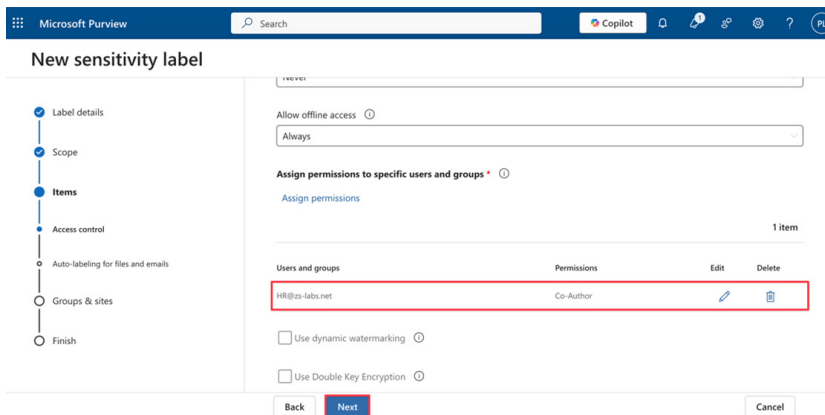 Microsoft Purview
Search
Copilot
1
?
PL
New sensitivity label
Label details
Scope
Items
Access control
Auto-labeling for files and emails
Groups & sites
Finish
Never
Allow offline access
Always
Assign permissions to specific users and groups *
Assign permissions
1 item
Users and groups Permissions Edit Delete
HR@zs-labs.net Co-Author
Use dynamic watermarking
Use Double Key Encryption
Back Next Cancel